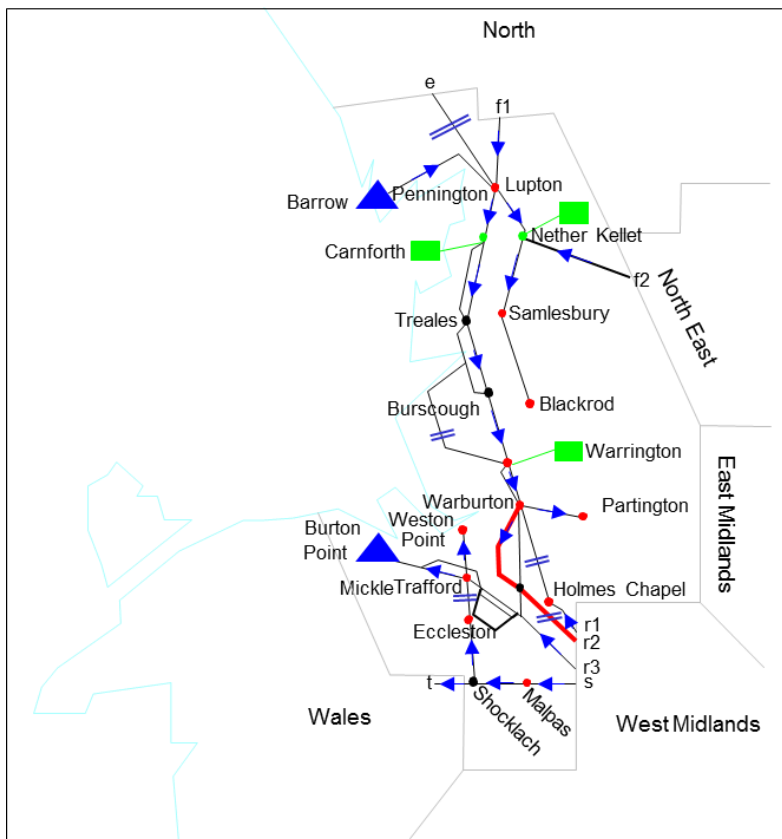 North
e
f1
Lupton
Pennington
Barrow
Nether Kellet
Carnforth
f2
North East
Treales
Samlesbury
Burscough
Blackrod
Warrington
East Midlands
Warburton
Partington
Weston
Point
Burton
Point
Mickle Trafford
Holmes Chapel
Eccleston
r1
r2
r3
t
s
Shocklach
Malpas
Wales
West Midlands